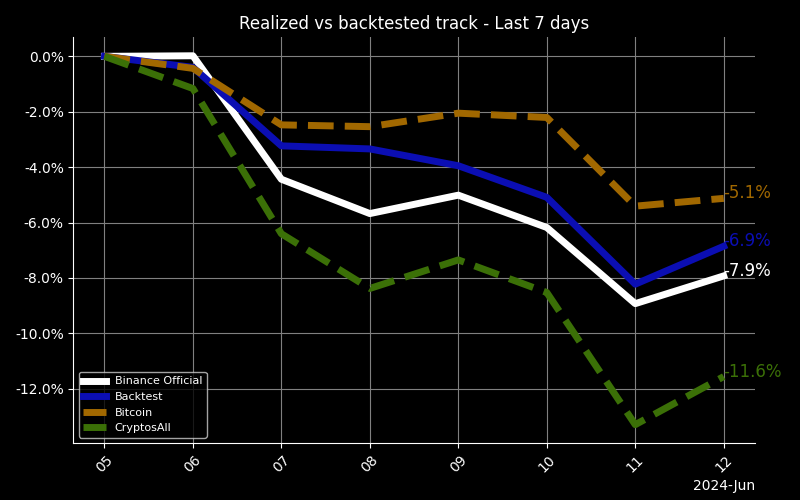 Realized vs backtested track - Last 7 days
0.0%
-2.0%
-4.0%
-6.0%
-8.0%
-10.0%
-12.0%
-5.1%
-6.9%
-7.9%
-11.6%
Binance Official
Backtest
Bitcoin
CryptosAll
05 06 07 08 09 10 11 12
2024-Jun